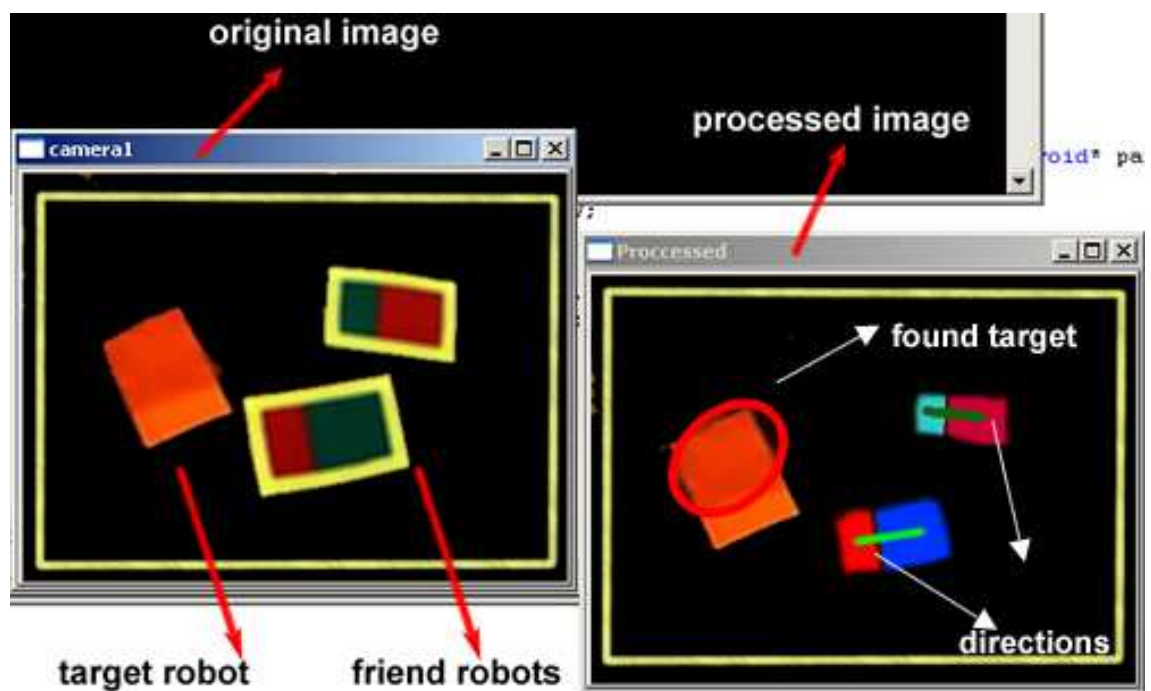 original image
processed image
camera1
oid* pa
Proccessed
found target
directions
target robot
friend robots